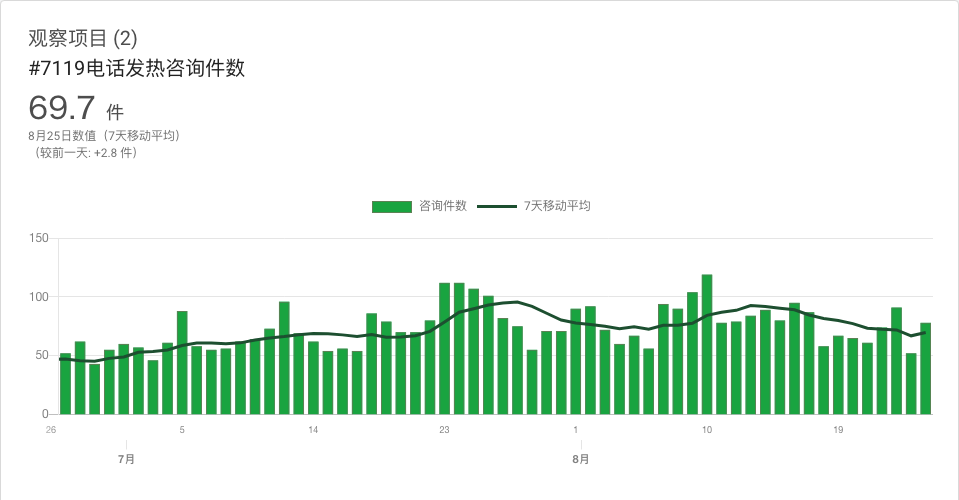 观察项目 (2)
#7119电话发热咨询件数
69.7 件
8月25日数值（7天移动平均）
（较前一天: +2.8 件）
咨询件数 7天移动平均
150
100
50
0
26 5 14 23 1 10 19
7月 8月